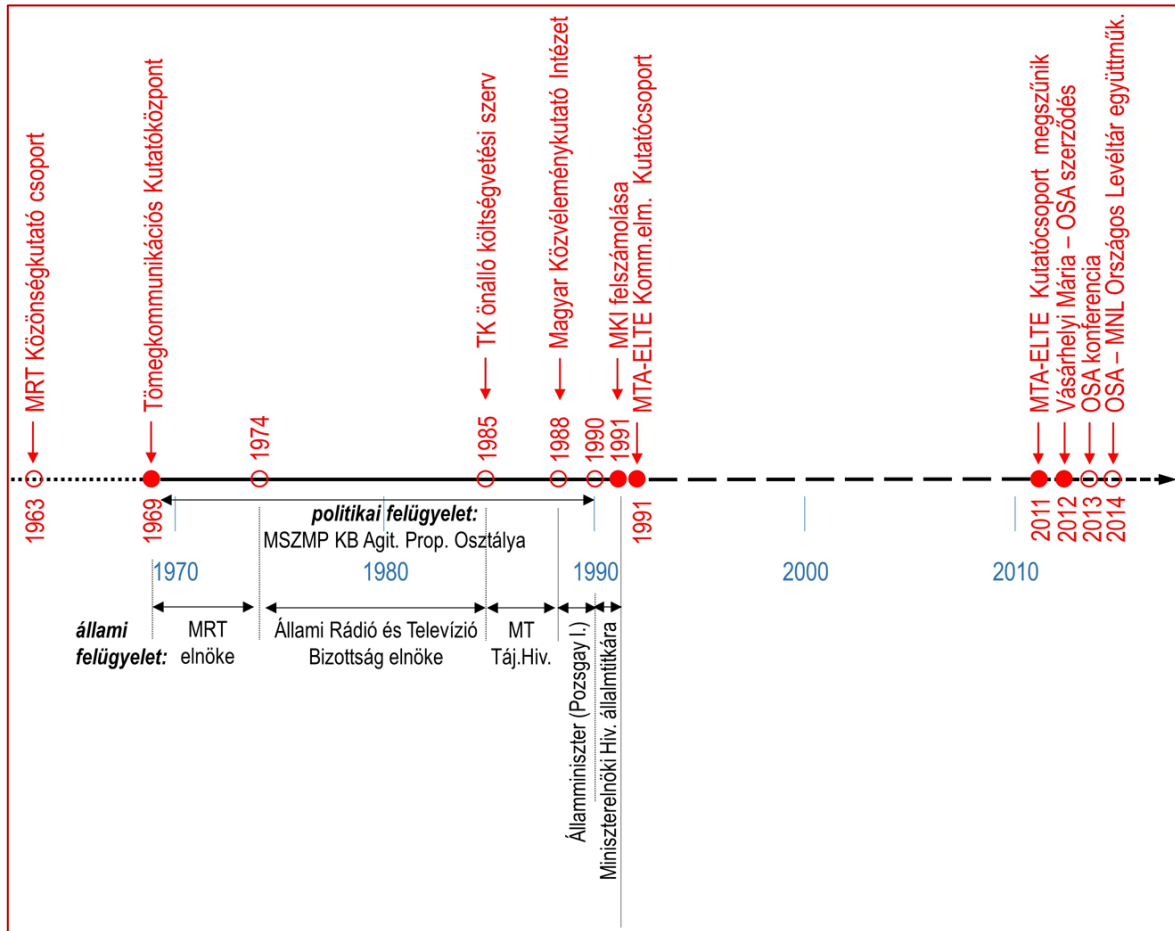 MRT Közönségkutató csoport
Tömegkommunikációs Kutatóközpont
TK önálló költségvetési szerv
Magyar Közvéleménykutató Intézet
MKI felszámolása
MTA-ELTE Komm.elm. Kutatócsoport
MTA-ELTE Kutatócsoport megszűnik
Vásárhelyi Mária – OSA szerződés
OSA konferencia
OSA – MNL Országos Levéltár együttműk.
1974
1985
1988
1990
1991
1963
1969
1991
2011
2012
2013
2014
politikai felügyelet:
MSZMP KB Agit. Prop. Osztálya
1970
1980
1990
2000
2010
állami
felügyelet:
MRT
elnöke
Állami Rádió és Televízió
Bizottság elnöke
MT
Táj.Hiv.
Államminiszter (Pozsgay I.)
Miniszterelnöki Hiv. államtitkára